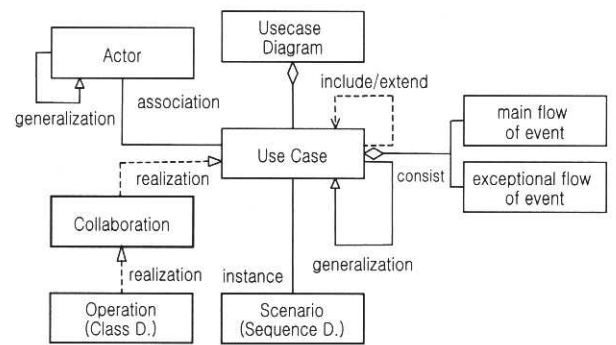 Usecase
Diagram
Actor
include/extend
generalization
association
main flow
of event
Use Case
realization
consist
exceptional flow
of event
Collaboration
generalization
realization
instance
Operation
(Class D.)
Scenario
(Sequence D.)